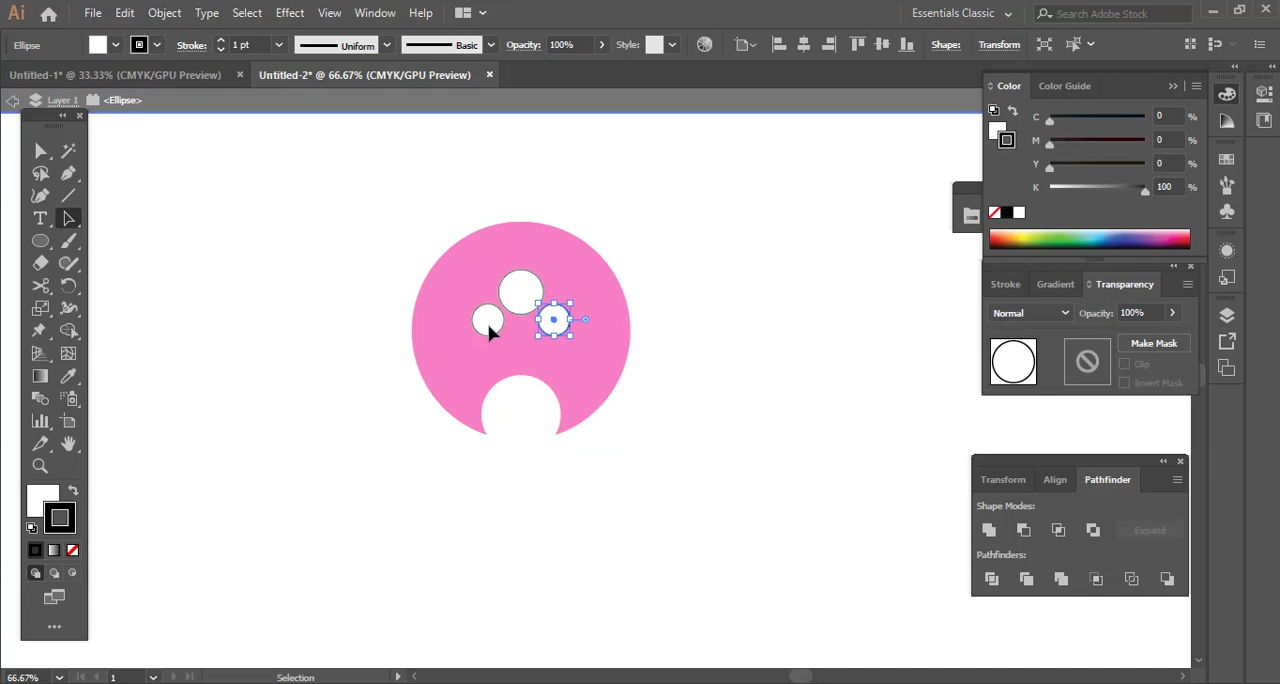 Ai File Edit Object Type Select Effect View Window Help Essentials Classic Search Adobe Stock
Ellipse Stroke: 1 pt Uniform Basic Opacity: 100% Style: Shape: Transform
Untitled-1* @ 33.33% (CMYK/GPU Preview) × Untitled-2* @ 66.67% (CMYK/GPU Preview) ×
Layer 1 <Ellipse>
Color Color Guide
C 0 %
M 0 %
Y 0 %
K 100 %
Stroke Gradient Transparency
Normal Opacity: 100%
Make Mask
Clip
Invert Mask
Transform Align Pathfinder
Shape Modes:
Expand
Pathfinders:
66.67% 1 Selection